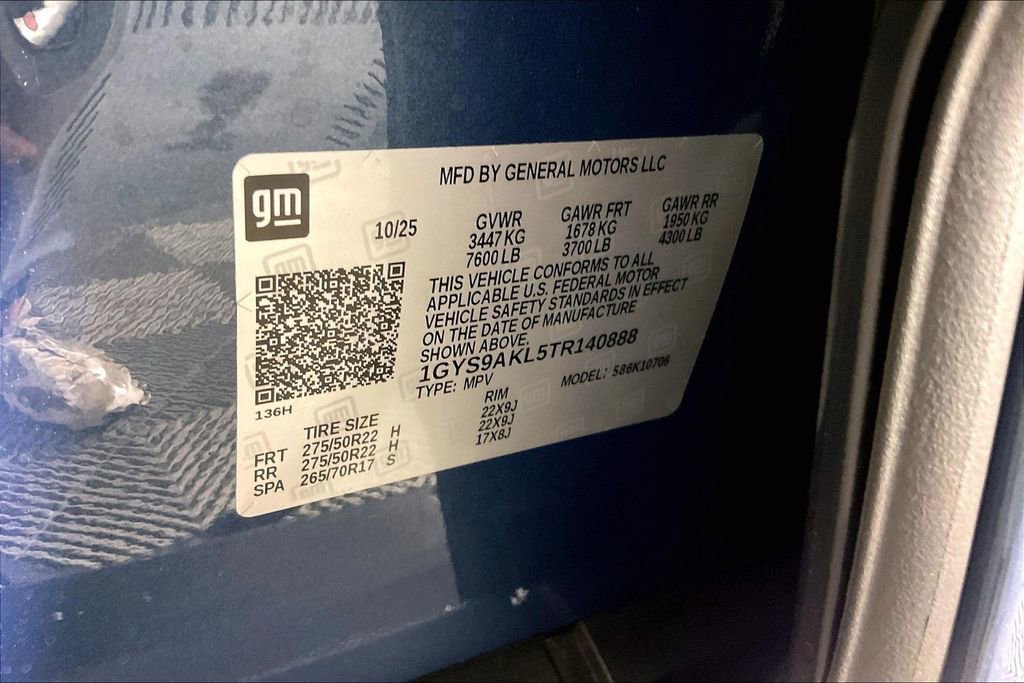 MFD BY GENERAL MOTORS LLC
gm
10/25
GVWR GAWR FRT GAWR RR
3447 KG 1678 KG 1950 KG
7600 LB 3700 LB 4300 LB
THIS VEHICLE CONFORMS TO ALL
APPLICABLE U.S. FEDERAL MOTOR
VEHICLE SAFETY STANDARDS IN EFFECT
ON THE DATE OF MANUFACTURE
SHOWN ABOVE.
1GYS9AKL5TR140888
TYPE: MPV MODEL: 586K10706
136H
TIRE SIZE RIM
FRT 275/50R22 H 22X9J
RR 275/50R22 H 22X9J
SPA 265/70R17 S 17X8J